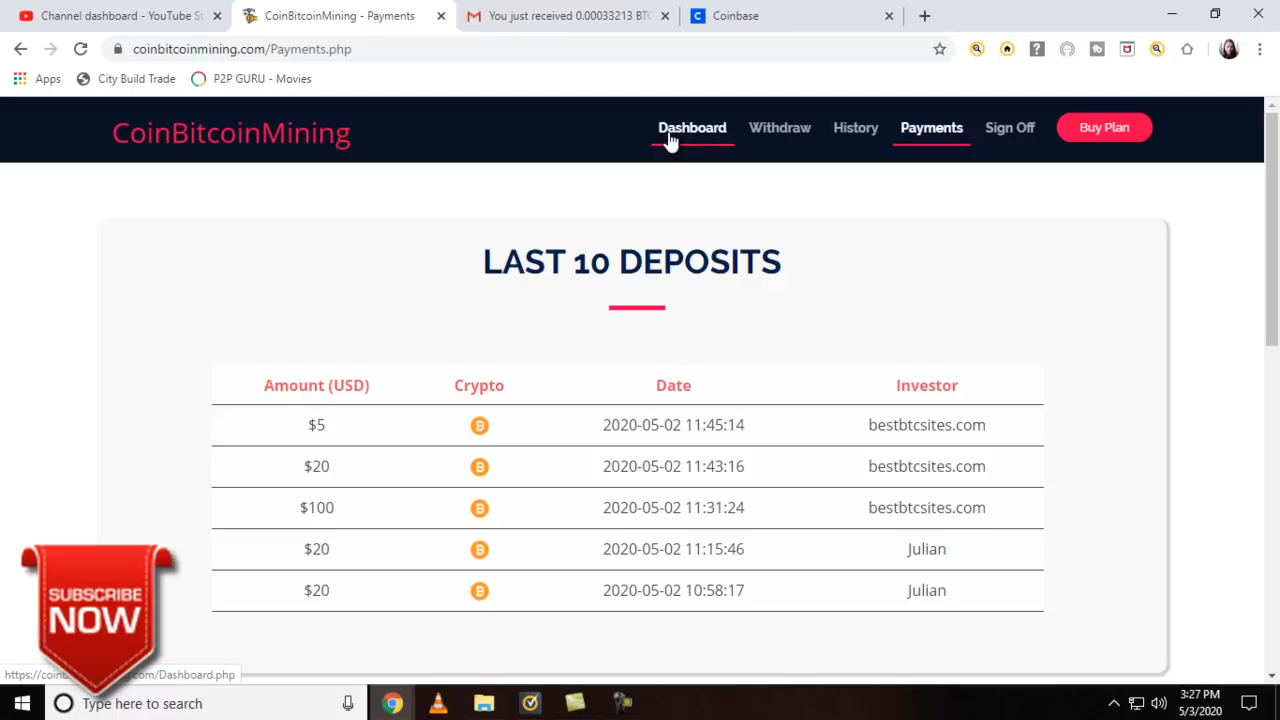 Channel dashboard - YouTube St
CoinBitcoinMining - Payments
You just received 0.00033213 BTC
Coinbase
coinbitcoinmining.com/Payments.php
Apps
City Build Trade
P2P GURU - Movies
CoinBitcoinMining
Dashboard
Withdraw
History
Payments
Sign Off
Buy Plan
LAST 10 DEPOSITS
Amount (USD) Crypto Date Investor
$5 2020-05-02 11:45:14 bestbtcsites.com
$20 2020-05-02 11:43:16 bestbtcsites.com
$100 2020-05-02 11:31:24 bestbtcsites.com
$20 2020-05-02 11:15:46 Julian
$20 2020-05-02 10:58:17 Julian
SUBSCRIBE
NOW
https://coinb
com/Dashboard.php
Type here to search
3:27 PM
5/3/2020